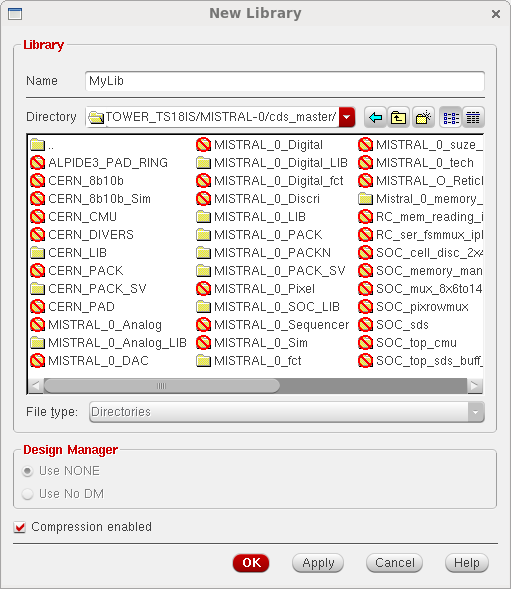 New Library
Library
Name MyLib
Directory TOWER_TS18IS/MISTRAL-0/cds_master/
.. MISTRAL_0_Digital MISTRAL_0_suze_
ALPIDE3_PAD_RING MISTRAL_0_Digital_LIB MISTRAL_0_tech
CERN_8b10b MISTRAL_0_Digital_fct MISTRAL_O_Reticl
CERN_8b10b_Sim MISTRAL_0_Discri Mistral_0_memory_
CERN_CMU MISTRAL_0_LIB RC_mem_reading_i
CERN_DIVERS MISTRAL_0_PACK RC_ser_fsmmux_ipl
CERN_LIB MISTRAL_0_PACKN SOC_cell_disc_2x4
CERN_PACK MISTRAL_0_PACK_SV SOC_memory_man
CERN_PACK_SV MISTRAL_0_Pixel SOC_mux_8x6to14
CERN_PAD MISTRAL_0_SOC_LIB SOC_pixrowmux
MISTRAL_0_Analog MISTRAL_0_Sequencer SOC_sds
MISTRAL_0_Analog_LIB MISTRAL_0_Sim SOC_top_cmu
MISTRAL_0_DAC MISTRAL_0_fct SOC_top_sds_buff_
File type: Directories
Design Manager
Use NONE
Use No DM
Compression enabled
OK Apply Cancel Help